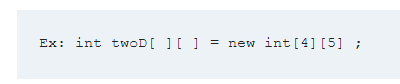 Ex: int twoD[ ][ ] = new int[4][5] ;